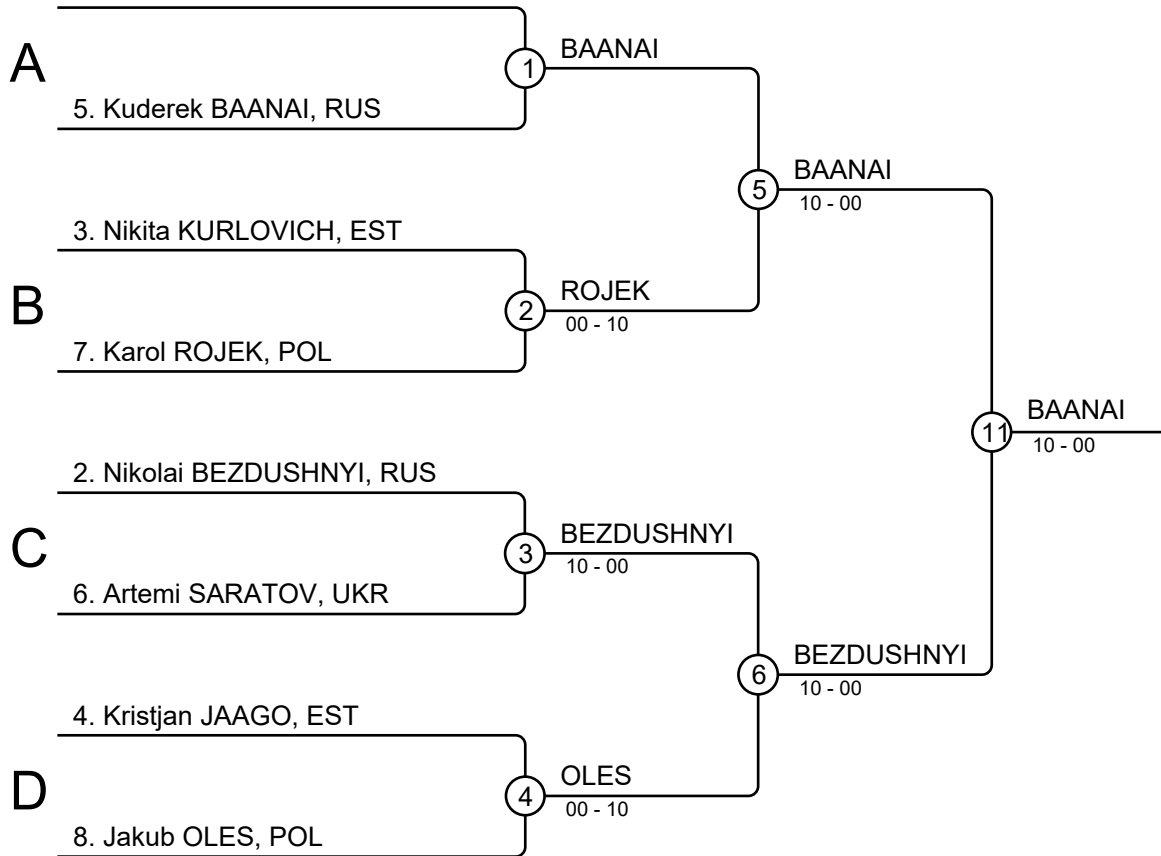 A
1
BAANAI
5. Kuderek BAANAI, RUS
5
BAANAI
10 - 00
3. Nikita KURLOVICH, EST
B
2
ROJEK
00 - 10
7. Karol ROJEK, POL
11
BAANAI
10 - 00
2. Nikolai BEZDUSHNYI, RUS
C
3
BEZDUSHNYI
10 - 00
6. Artemi SARATOV, UKR
6
BEZDUSHNYI
10 - 00
4. Kristjan JAAGO, EST
D
4
OLES
00 - 10
8. Jakub OLES, POL